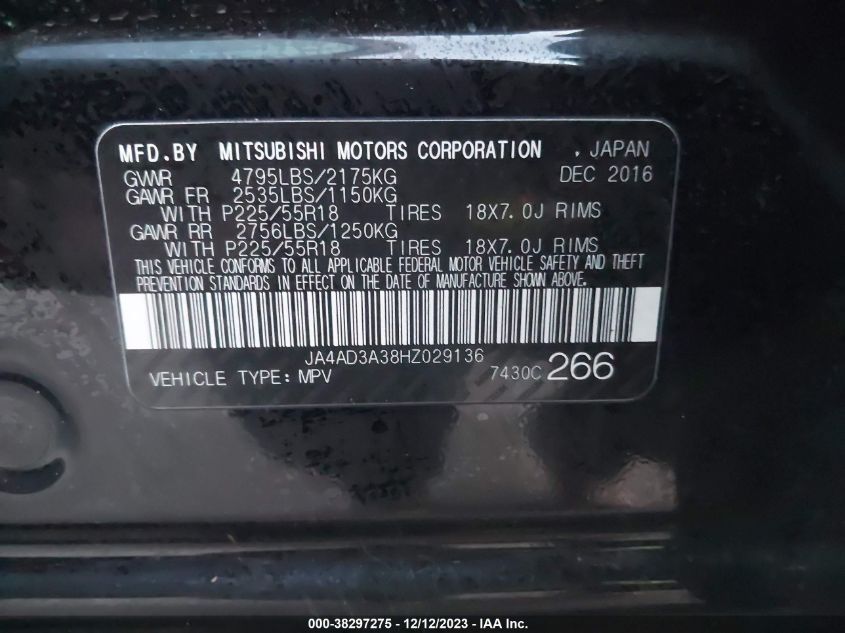 MFD.BY MITSUBISHI MOTORS CORPORATION , JAPAN
GVWR 4795LBS/2175KG DEC 2016
GAWR FR 2535LBS/1150KG
WITH P225/55R18 TIRES 18X7.0J RIMS
GAWR RR 2756LBS/1250KG
WITH P225/55R18 TIRES 18X7.0J RIMS
THIS VEHICLE CONFORMS TO ALL APPLICABLE FEDERAL MOTOR VEHICLE SAFETY AND THEFT
PREVENTION STANDARDS IN EFFECT ON THE DATE OF MANUFACTURE SHOWN ABOVE.
JA4AD3A38HZ029136
VEHICLE TYPE: MPV 7430C 266
000-38297275 - 12/12/2023 - IAA Inc.